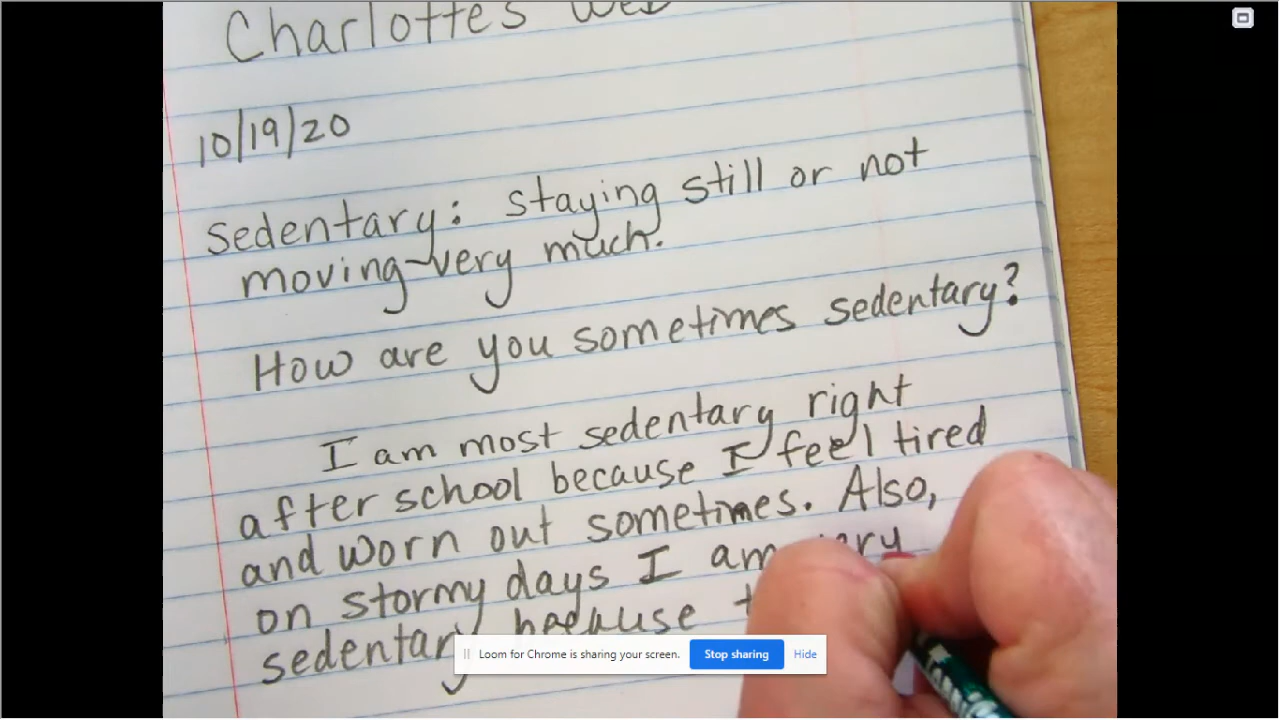 Charlotte's Web
10/19/20
sedentary: staying still or not
moving very much.
How are you sometimes sedentary?
I am most sedentary right
after school because I feel tired
and worn out sometimes. Also,
on stormy days I am very
sedentary because
Loom for Chrome is sharing your screen. Stop sharing Hide